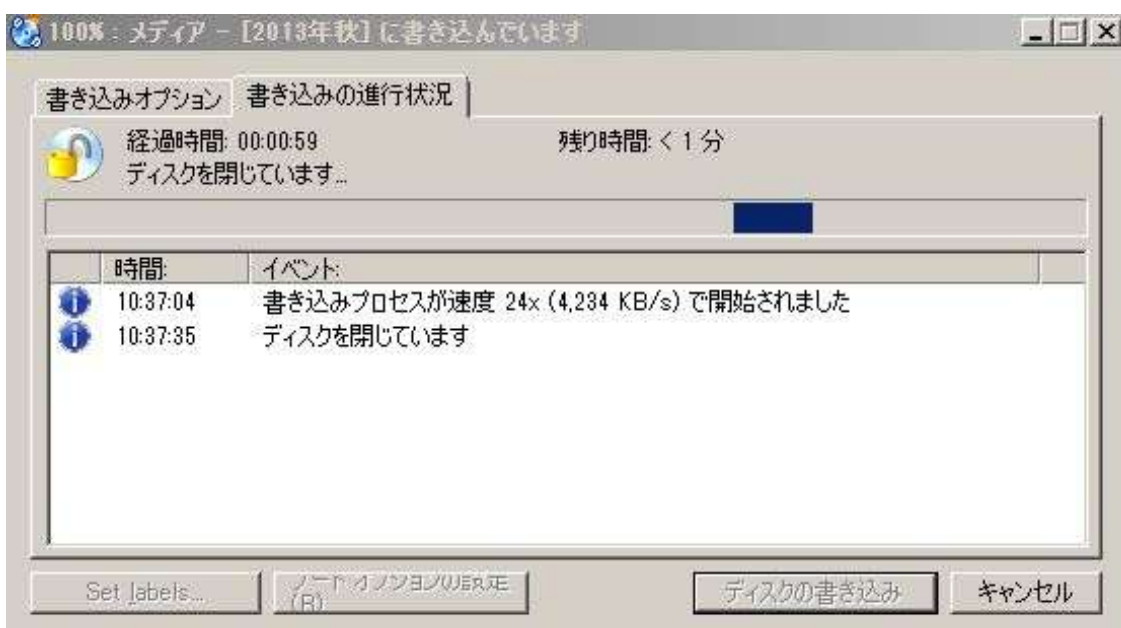 100% : メディア - [2013年秋] に書き込んでいます
書き込みオプション 書き込みの進行状況
経過時間: 00:00:59 残り時間: < 1 分
ディスクを閉じています...
時間: イベント:
10:37:04 書き込みプロセスが速度 24x (4,234 KB/s) で開始されました
10:37:35 ディスクを閉じています
Set labels... の設定
(R) ディスクの書き込み キャンセル